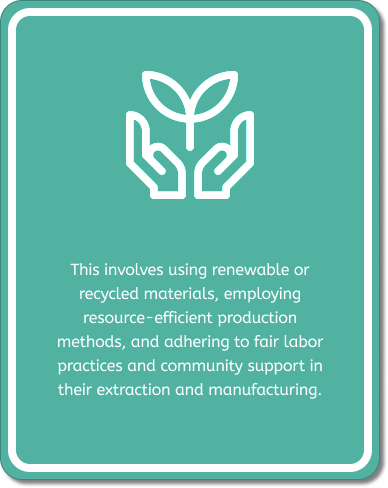 This involves using renewable or
recycled materials, employing
resource-efficient production
methods, and adhering to fair labor
practices and community support in
their extraction and manufacturing.